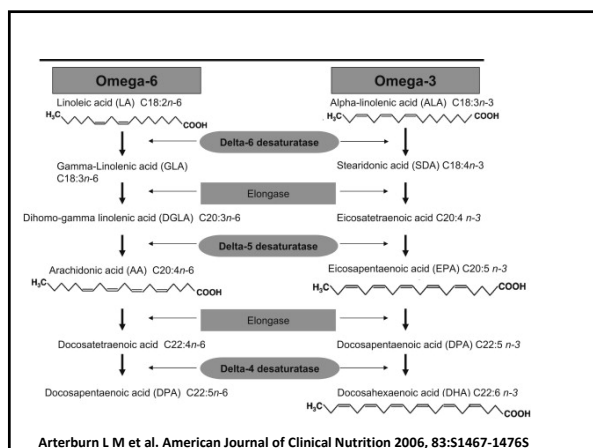 Omega-6
Omega-3
Linoleic acid (LA) C18:2n-6
Alpha-linolenic acid (ALA) C18:3n-3
H₃C
COOH
H₃C
COOH
Delta-6 desaturatase
Gamma-Linolenic acid (GLA)
C18:3n-6
Stearidonic acid (SDA) C18:4n-3
Elongase
Dihomo-gamma linolenic acid (DGLA) C20:3n-6
Eicosatetraenoic acid C20:4 n-3
Delta-5 desaturatase
Arachidonic acid (AA) C20:4n-6
Eicosapentaenoic acid (EPA) C20:5 n-3
H₃C
COOH
H₃C
COOH
Elongase
Docosatetraenoic acid C22:4n-6
Docosapentaenoic acid (DPA) C22:5 n-3
Delta-4 desaturatase
Docosapentaenoic acid (DPA) C22:5n-6
Docosahexaenoic acid (DHA) C22:6 n-3
H₃C
COOH
Arterburn L M et al. American Journal of Clinical Nutrition 2006, 83:S1467-1476S